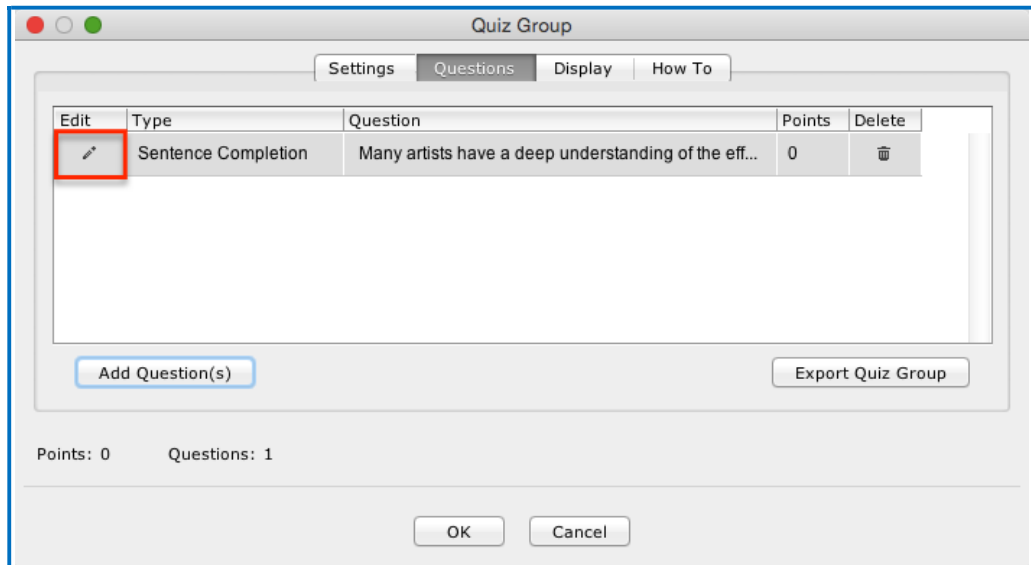 Quiz Group
Settings Questions Display How To
Edit Type Question Points Delete
Sentence Completion Many artists have a deep understanding of the eff... 0
Add Question(s) Export Quiz Group
Points: 0 Questions: 1
OK Cancel